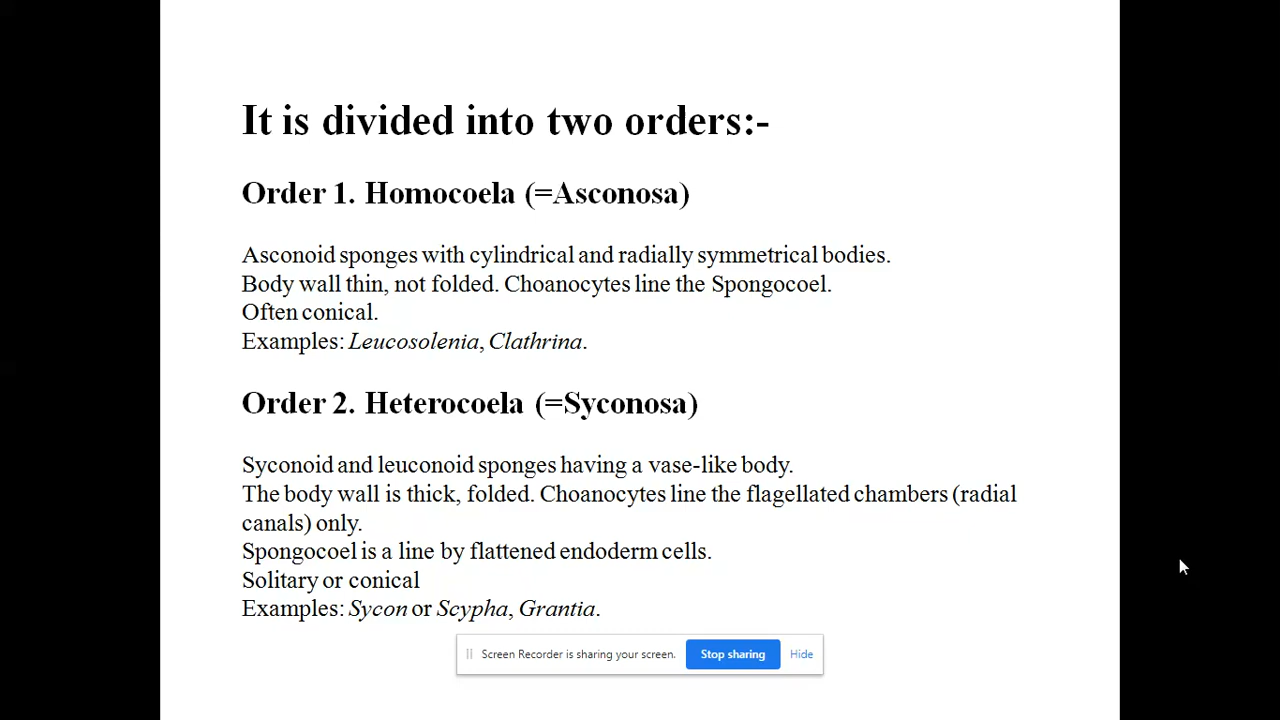 It is divided into two orders:-
Order 1. Homocoela (=Asconosa)
Asconoid sponges with cylindrical and radially symmetrical bodies.
Body wall thin, not folded. Choanocytes line the Spongocoel.
Often conical.
Examples: Leucosolenia, Clathrina.
Order 2. Heterocoela (=Syconosa)
Syconoid and leuconoid sponges having a vase-like body.
The body wall is thick, folded. Choanocytes line the flagellated chambers (radial
canals) only.
Spongocoel is a line by flattened endoderm cells.
Solitary or conical
Examples: Sycon or Scypha, Grantia.
Screen Recorder is sharing your screen. Stop sharing Hide